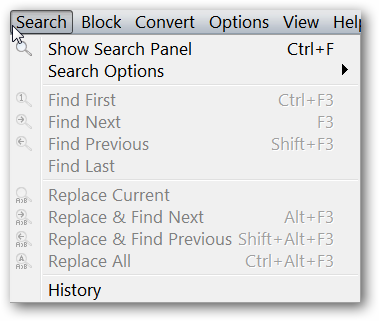 Search Block Convert Options View Help
Show Search Panel Ctrl+F
Search Options
Find First Ctrl+F3
Find Next F3
Find Previous Shift+F3
Find Last
Replace Current
Replace & Find Next Alt+F3
Replace & Find Previous Shift+Alt+F3
Replace All Ctrl+Alt+F3
History